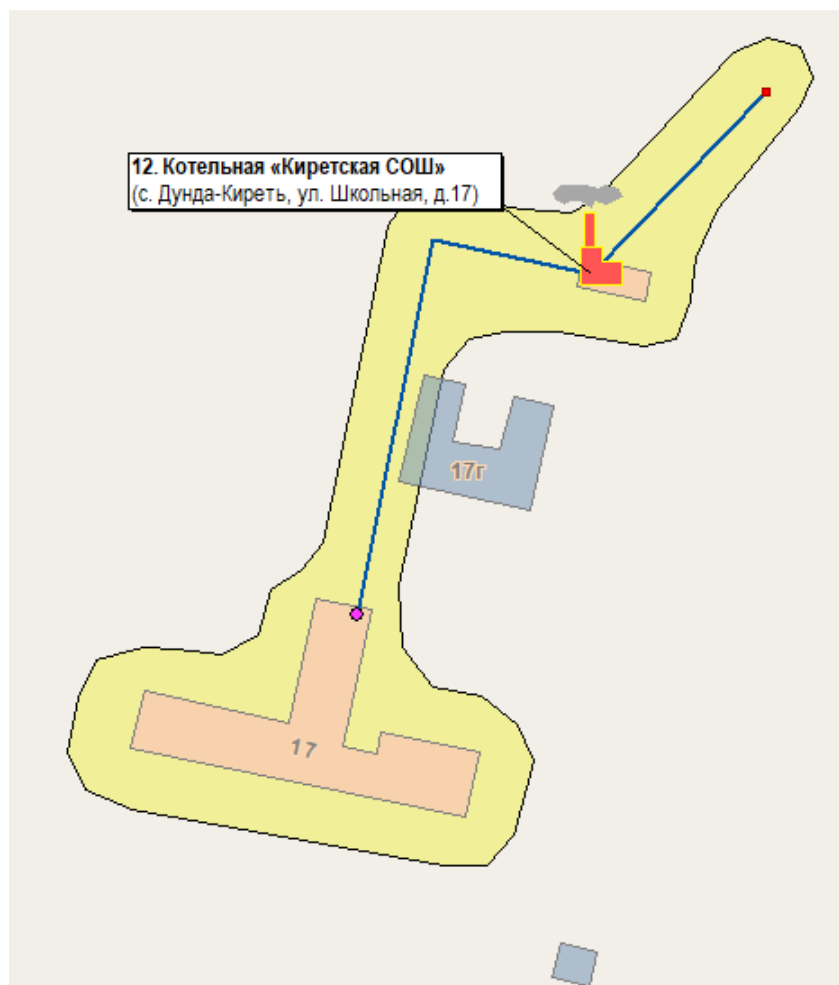 12. Котельная «Киретская СОШ»
(с. Дунда-Киреть, ул. Школьная, д.17)
17г
17